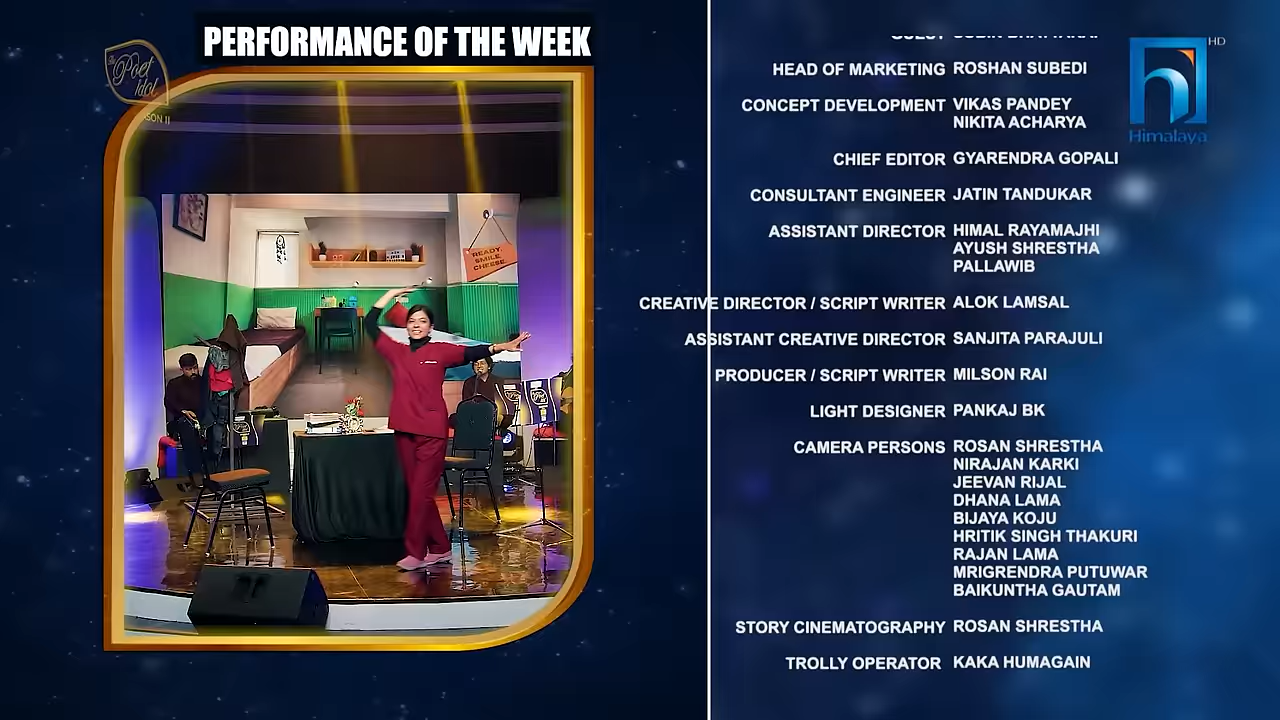 PERFORMANCE OF THE WEEK
The
Poet
Idol
READY,
SMILE,
CHEESE.
HD
Himalaya
HEAD OF MARKETING ROSHAN SUBEDI
CONCEPT DEVELOPMENT VIKAS PANDEY
NIKITA ACHARYA
CHIEF EDITOR GYARENDRA GOPALI
CONSULTANT ENGINEER JATIN TANDUKAR
ASSISTANT DIRECTOR HIMAL RAYAMAJHI
AYUSH SHRESTHA
PALLAWIB
CREATIVE DIRECTOR / SCRIPT WRITER ALOK LAMSAL
ASSISTANT CREATIVE DIRECTOR SANJITA PARAJULI
PRODUCER / SCRIPT WRITER MILSON RAI
LIGHT DESIGNER PANKAJ BK
CAMERA PERSONS ROSAN SHRESTHA
NIRAJAN KARKI
JEEVAN RIJAL
DHANA LAMA
BIJAYA KOJU
HRITIK SINGH THAKURI
RAJAN LAMA
MRIGRENDRA PUTUWAR
BAIKUNTHA GAUTAM
STORY CINEMATOGRAPHY ROSAN SHRESTHA
TROLLY OPERATOR KAKA HUMAGAIN